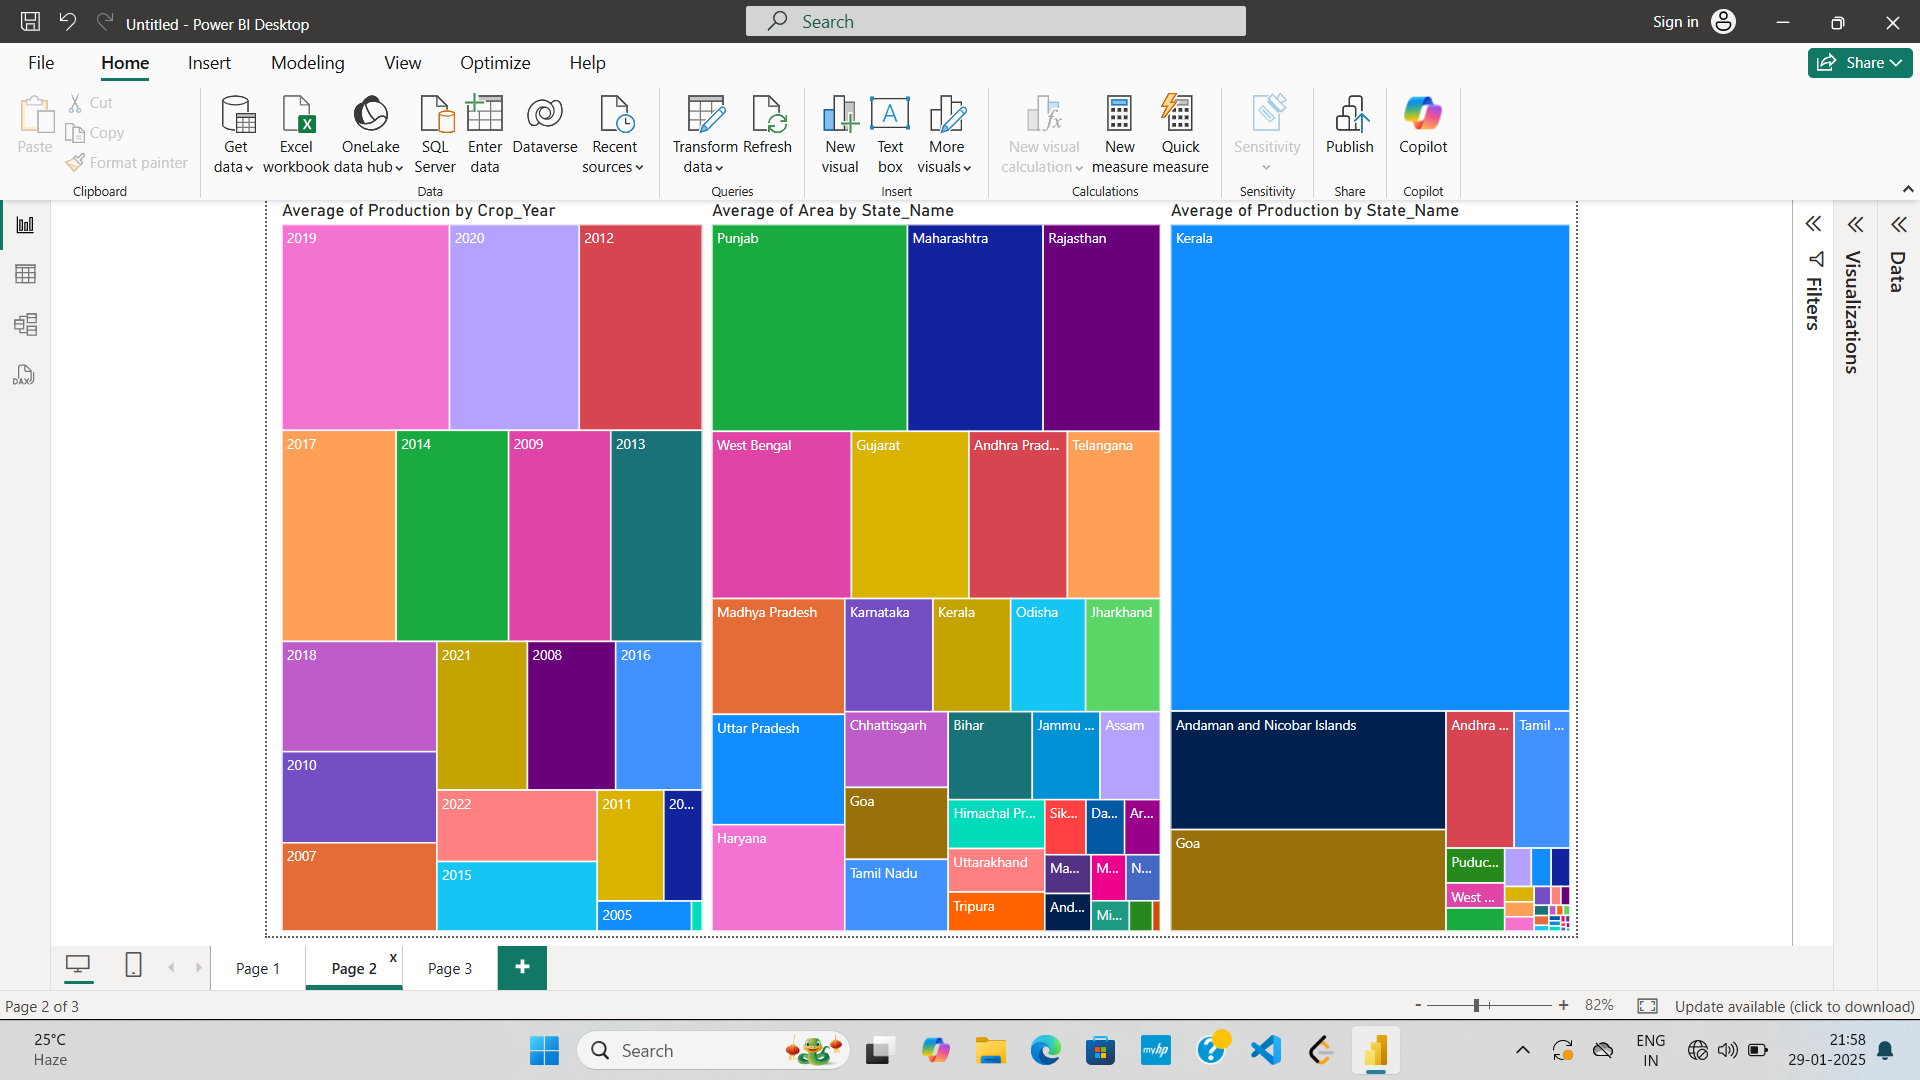 Untitled - Power BI Desktop
Search
Sign in
File
Home
Insert
Modeling
View
Optimize
Help
Share
Paste
Cut
Copy
Format painter
Clipboard
Get data
Excel workbook
OneLake data hub
SQL Server
Enter data
Dataverse
Recent sources
Data
Transform data
Refresh
Queries
New visual
Text box
More visuals
Insert
New visual calculation
New measure
Quick measure
Calculations
Sensitivity
Sensitivity
Publish
Share
Copilot
Copilot
Average of Production by Crop_Year
2019
2020
2012
2017
2014
2009
2013
2018
2021
2008
2016
2010
2022
2011
20...
2007
2015
2005
Average of Area by State_Name
Punjab
Maharashtra
Rajasthan
West Bengal
Gujarat
Andhra Prad...
Telangana
Madhya Pradesh
Karnataka
Kerala
Odisha
Jharkhand
Uttar Pradesh
Chhattisgarh
Bihar
Jammu ...
Assam
Goa
Himachal Pr...
Sik...
Da...
Ar...
Haryana
Tamil Nadu
Uttarakhand
Ma...
M...
N...
Tripura
And...
Mi...
Average of Production by State_Name
Kerala
Andaman and Nicobar Islands
Andhra ...
Tamil ...
Goa
Puduc...
West ...
Filters
Visualizations
Data
DAX
Page 1
Page 2
x
Page 3
+
Page 2 of 3
- + 82%
Update available (click to download)
25°C
Haze
Search
myhp
ENG
IN
21:58
29-01-2025